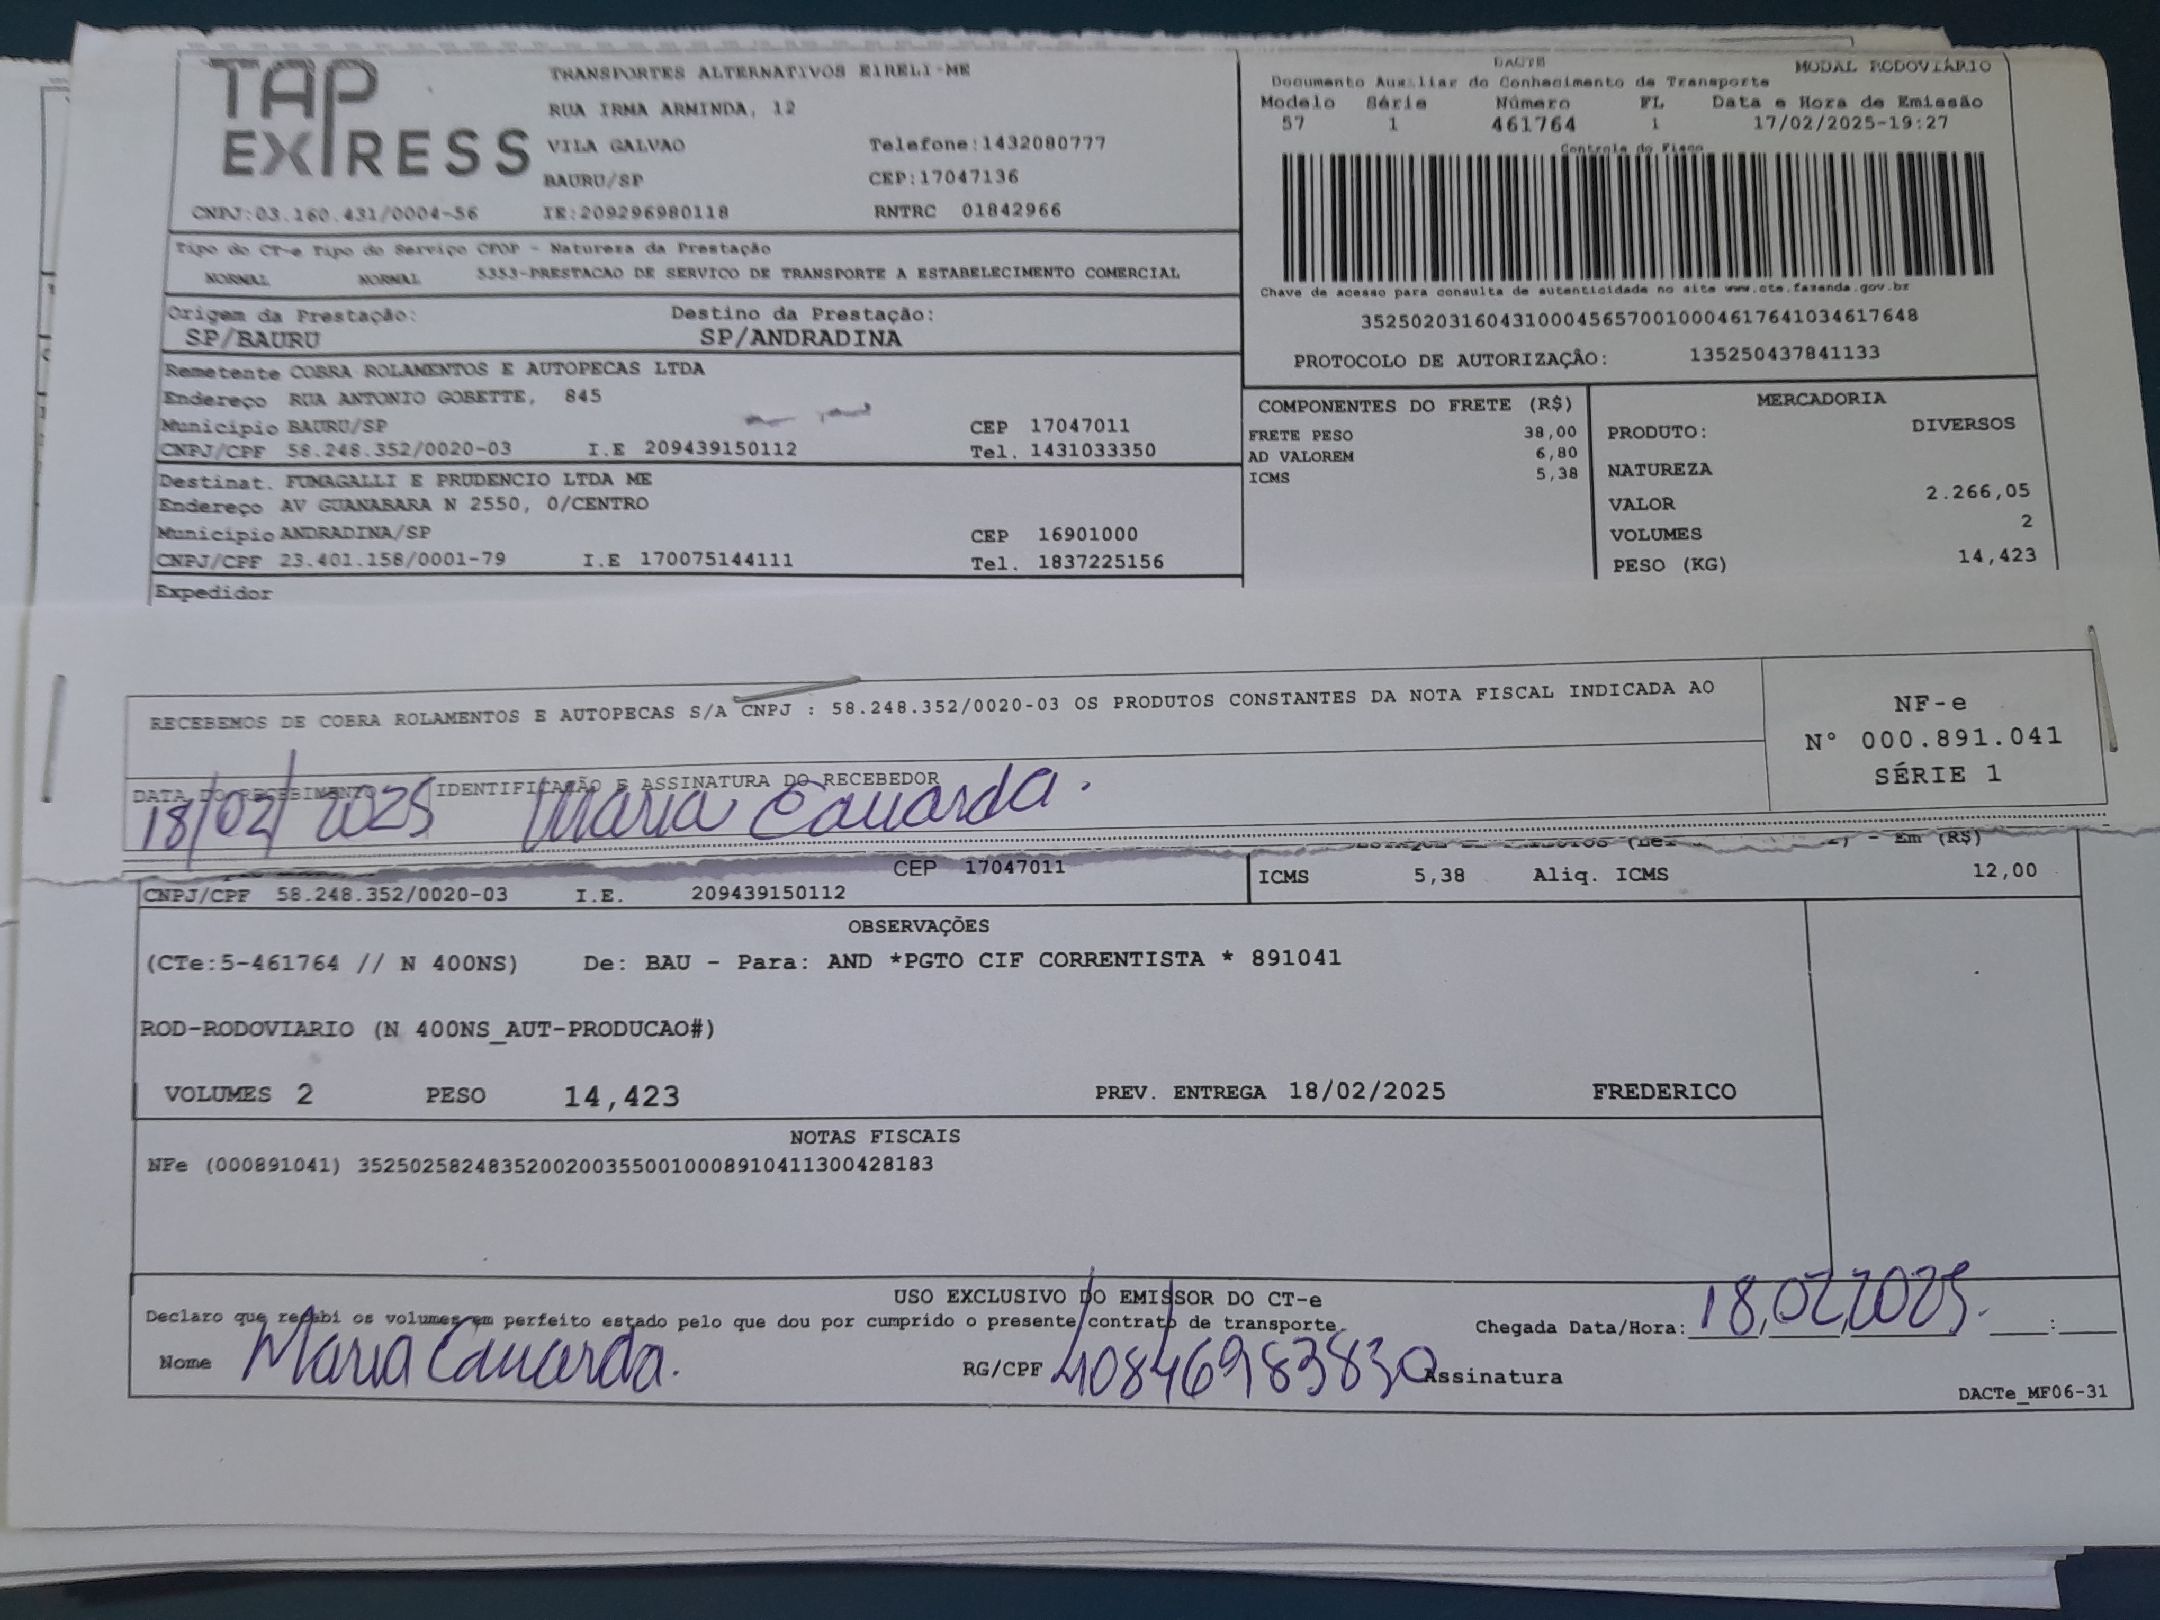 TAP EXPRESS
TRANSPORTES ALTERNATIVOS EIRELI-ME
RUA IRMA ARMINDA, 12
VILA GALVAO Telefone:1432080777
BAURU/SP CEP:17047136
CNPJ:03.160.431/0004-56 IE:209296980118 RNTRC 01842966
DACTE MODAL RODOVIÁRIO
Documento Auxiliar do Conhecimento de Transporte
Modelo Série Número FL Data e Hora de Emissão
57 1 461764 1 17/02/2025-19:27
Controle do Fisco
Chave de acesso para consulta de autenticidade no site www.cte.fazenda.gov.br
35250203160431000456570010004617641034617648
PROTOCOLO DE AUTORIZAÇÃO: 135250437841133
Tipo do CT-e Tipo do Serviço CFOP - Natureza da Prestação
NORMAL NORMAL 5353-PRESTACAO DE SERVICO DE TRANSPORTE A ESTABELECIMENTO COMERCIAL
Origem da Prestação: Destino da Prestação:
SP/BAURU SP/ANDRADINA
Remetente COBRA ROLAMENTOS E AUTOPECAS LTDA
Endereço RUA ANTONIO GOBETTE, 845
Município BAURU/SP CEP 17047011
CNPJ/CPF 58.248.352/0020-03 I.E 209439150112 Tel. 1431033350
Destinat. FUMAGALLI E PRUDENCIO LTDA ME
Endereço AV GUANABARA N 2550, 0/CENTRO
Município ANDRADINA/SP CEP 16901000
CNPJ/CPF 23.401.158/0001-79 I.E 170075144111 Tel. 1837225156
Expedidor
COMPONENTES DO FRETE (R$)
FRETE PESO 38,00
AD VALOREM 6,80
ICMS 5,38
MERCADORIA
PRODUTO: DIVERSOS
NATUREZA
VALOR 2.266,05
VOLUMES 2
PESO (KG) 14,423
RECEBEMOS DE COBRA ROLAMENTOS E AUTOPECAS S/A CNPJ : 58.248.352/0020-03 OS PRODUTOS CONSTANTES DA NOTA FISCAL INDICADA AO
NF-e
N° 000.891.041
SÉRIE 1
DATA DO RECEBIMENTO IDENTIFICAÇÃO E ASSINATURA DO RECEBEDOR
18/02/2025 Maria Eduarda.
- Em (R$)
CEP 17047011
CNPJ/CPF 58.248.352/0020-03 I.E. 209439150112
ICMS 5,38 Aliq. ICMS 12,00
OBSERVAÇÕES
(CTe:5-461764 // N 400NS) De: BAU - Para: AND *PGTO CIF CORRENTISTA * 891041
ROD-RODOVIARIO (N 400NS_AUT-PRODUCAO#)
VOLUMES 2 PESO 14,423 PREV. ENTREGA 18/02/2025 FREDERICO
NOTAS FISCAIS
NFe (000891041) 35250258248352002003550010008910411300428183
USO EXCLUSIVO DO EMISSOR DO CT-e
Declaro que recebi os volumes em perfeito estado pelo que dou por cumprido o presente contrato de transporte.
Chegada Data/Hora: 18/02/2025. __:__
Nome Maria Eduarda. RG/CPF 40846983830 Assinatura
DACTe_MF06-31